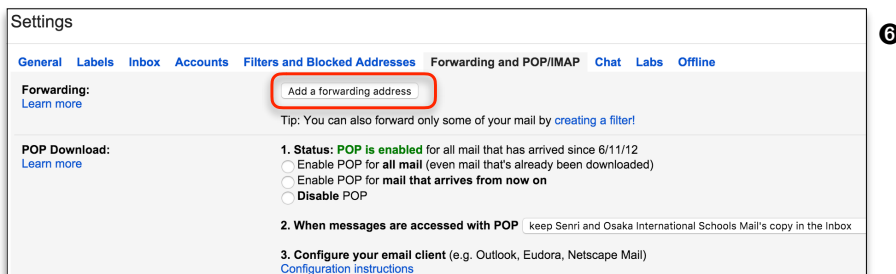 Settings
6
General Labels Inbox Accounts Filters and Blocked Addresses Forwarding and POP/IMAP Chat Labs Offline
Forwarding:
Learn more
Add a forwarding address
Tip: You can also forward only some of your mail by creating a filter!
POP Download:
Learn more
1. Status: POP is enabled for all mail that has arrived since 6/11/12
Enable POP for all mail (even mail that's already been downloaded)
Enable POP for mail that arrives from now on
Disable POP
2. When messages are accessed with POP keep Senri and Osaka International Schools Mail's copy in the Inbox
3. Configure your email client (e.g. Outlook, Eudora, Netscape Mail)
Configuration instructions